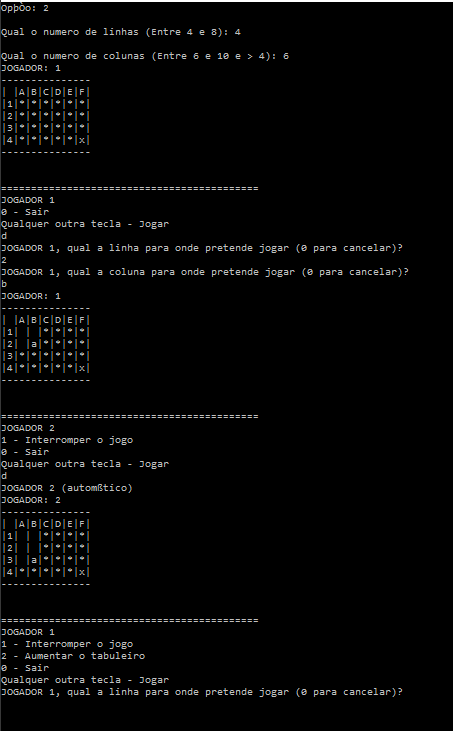 OpþÒo: 2
Qual o numero de linhas (Entre 4 e 8): 4
Qual o numero de colunas (Entre 6 e 10 e > 4): 6
JOGADOR: 1
---------------
| |A|B|C|D|E|F|
|1|*|*|*|*|*|*|
|2|*|*|*|*|*|*|
|3|*|*|*|*|*|*|
|4|*|*|*|*|*|x|
---------------
===========================================
JOGADOR 1
0 - Sair
Qualquer outra tecla - Jogar
d
JOGADOR 1, qual a linha para onde pretende jogar (0 para cancelar)?
2
JOGADOR 1, qual a coluna para onde pretende jogar (0 para cancelar)?
b
JOGADOR: 1
---------------
| |A|B|C|D|E|F|
|1| | |*|*|*|*|
|2| |a|*|*|*|*|
|3|*|*|*|*|*|*|
|4|*|*|*|*|*|x|
---------------
===========================================
JOGADOR 2
1 - Interromper o jogo
0 - Sair
Qualquer outra tecla - Jogar
d
JOGADOR 2 (automßtico)
JOGADOR: 2
---------------
| |A|B|C|D|E|F|
|1| | |*|*|*|*|
|2| | |*|*|*|*|
|3| |a|*|*|*|*|
|4|*|*|*|*|*|x|
---------------
===========================================
JOGADOR 1
1 - Interromper o jogo
2 - Aumentar o tabuleiro
0 - Sair
Qualquer outra tecla - Jogar
JOGADOR 1, qual a linha para onde pretende jogar (0 para cancelar)?